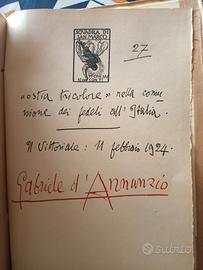 SQVADRA DI
SAN MARCO
27
"ostia tricolore" nella comu-
nione dei fedeli all'Italia.
Il Vittoriale: 11 febbraio 1924.
Gabriele d'Annunzio
subito